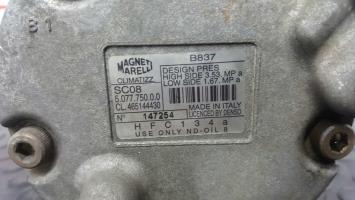 B1
MAGNETI MARELLI
CLIMATIZZ.
B837
DESIGN PRES
HIGH SIDE 3.53, MP a
LOW SIDE 1.67, MP a
SC08
5.077.750.0.0
CL.465144430
MADE IN ITALY
N° 147254
LICENCED BY DENSO
HFC134a
USE ONLY ND-OIL 8